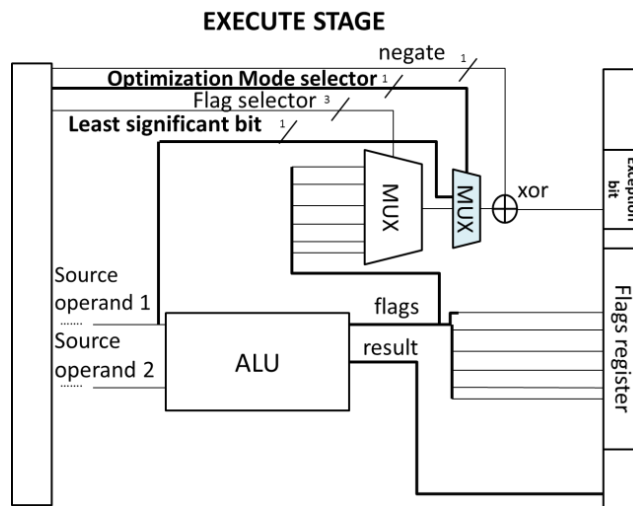 EXECUTE STAGE
negate 1
Optimization Mode selector 1
Flag selector 3
Least significant bit 1
MUX
MUX
xor
Exception
bit
Source
operand 1
........
flags
Source
operand 2
........
result
ALU
Flags register